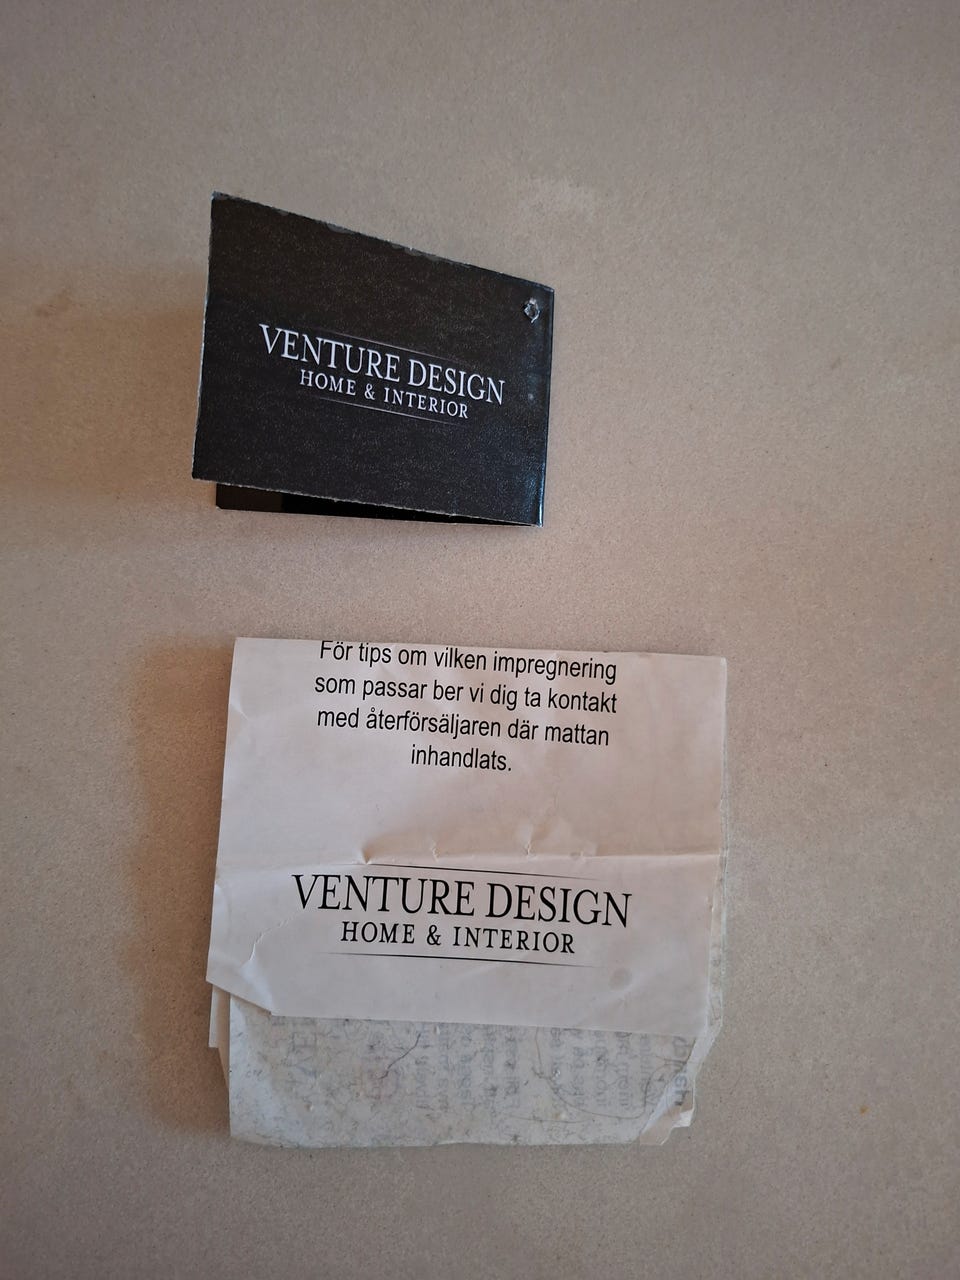 VENTURE DESIGN
HOME & INTERIOR
För tips om vilken impregnering
som passar ber vi dig ta kontakt
med återförsäljaren där mattan
inhandlats.
VENTURE DESIGN
HOME & INTERIOR